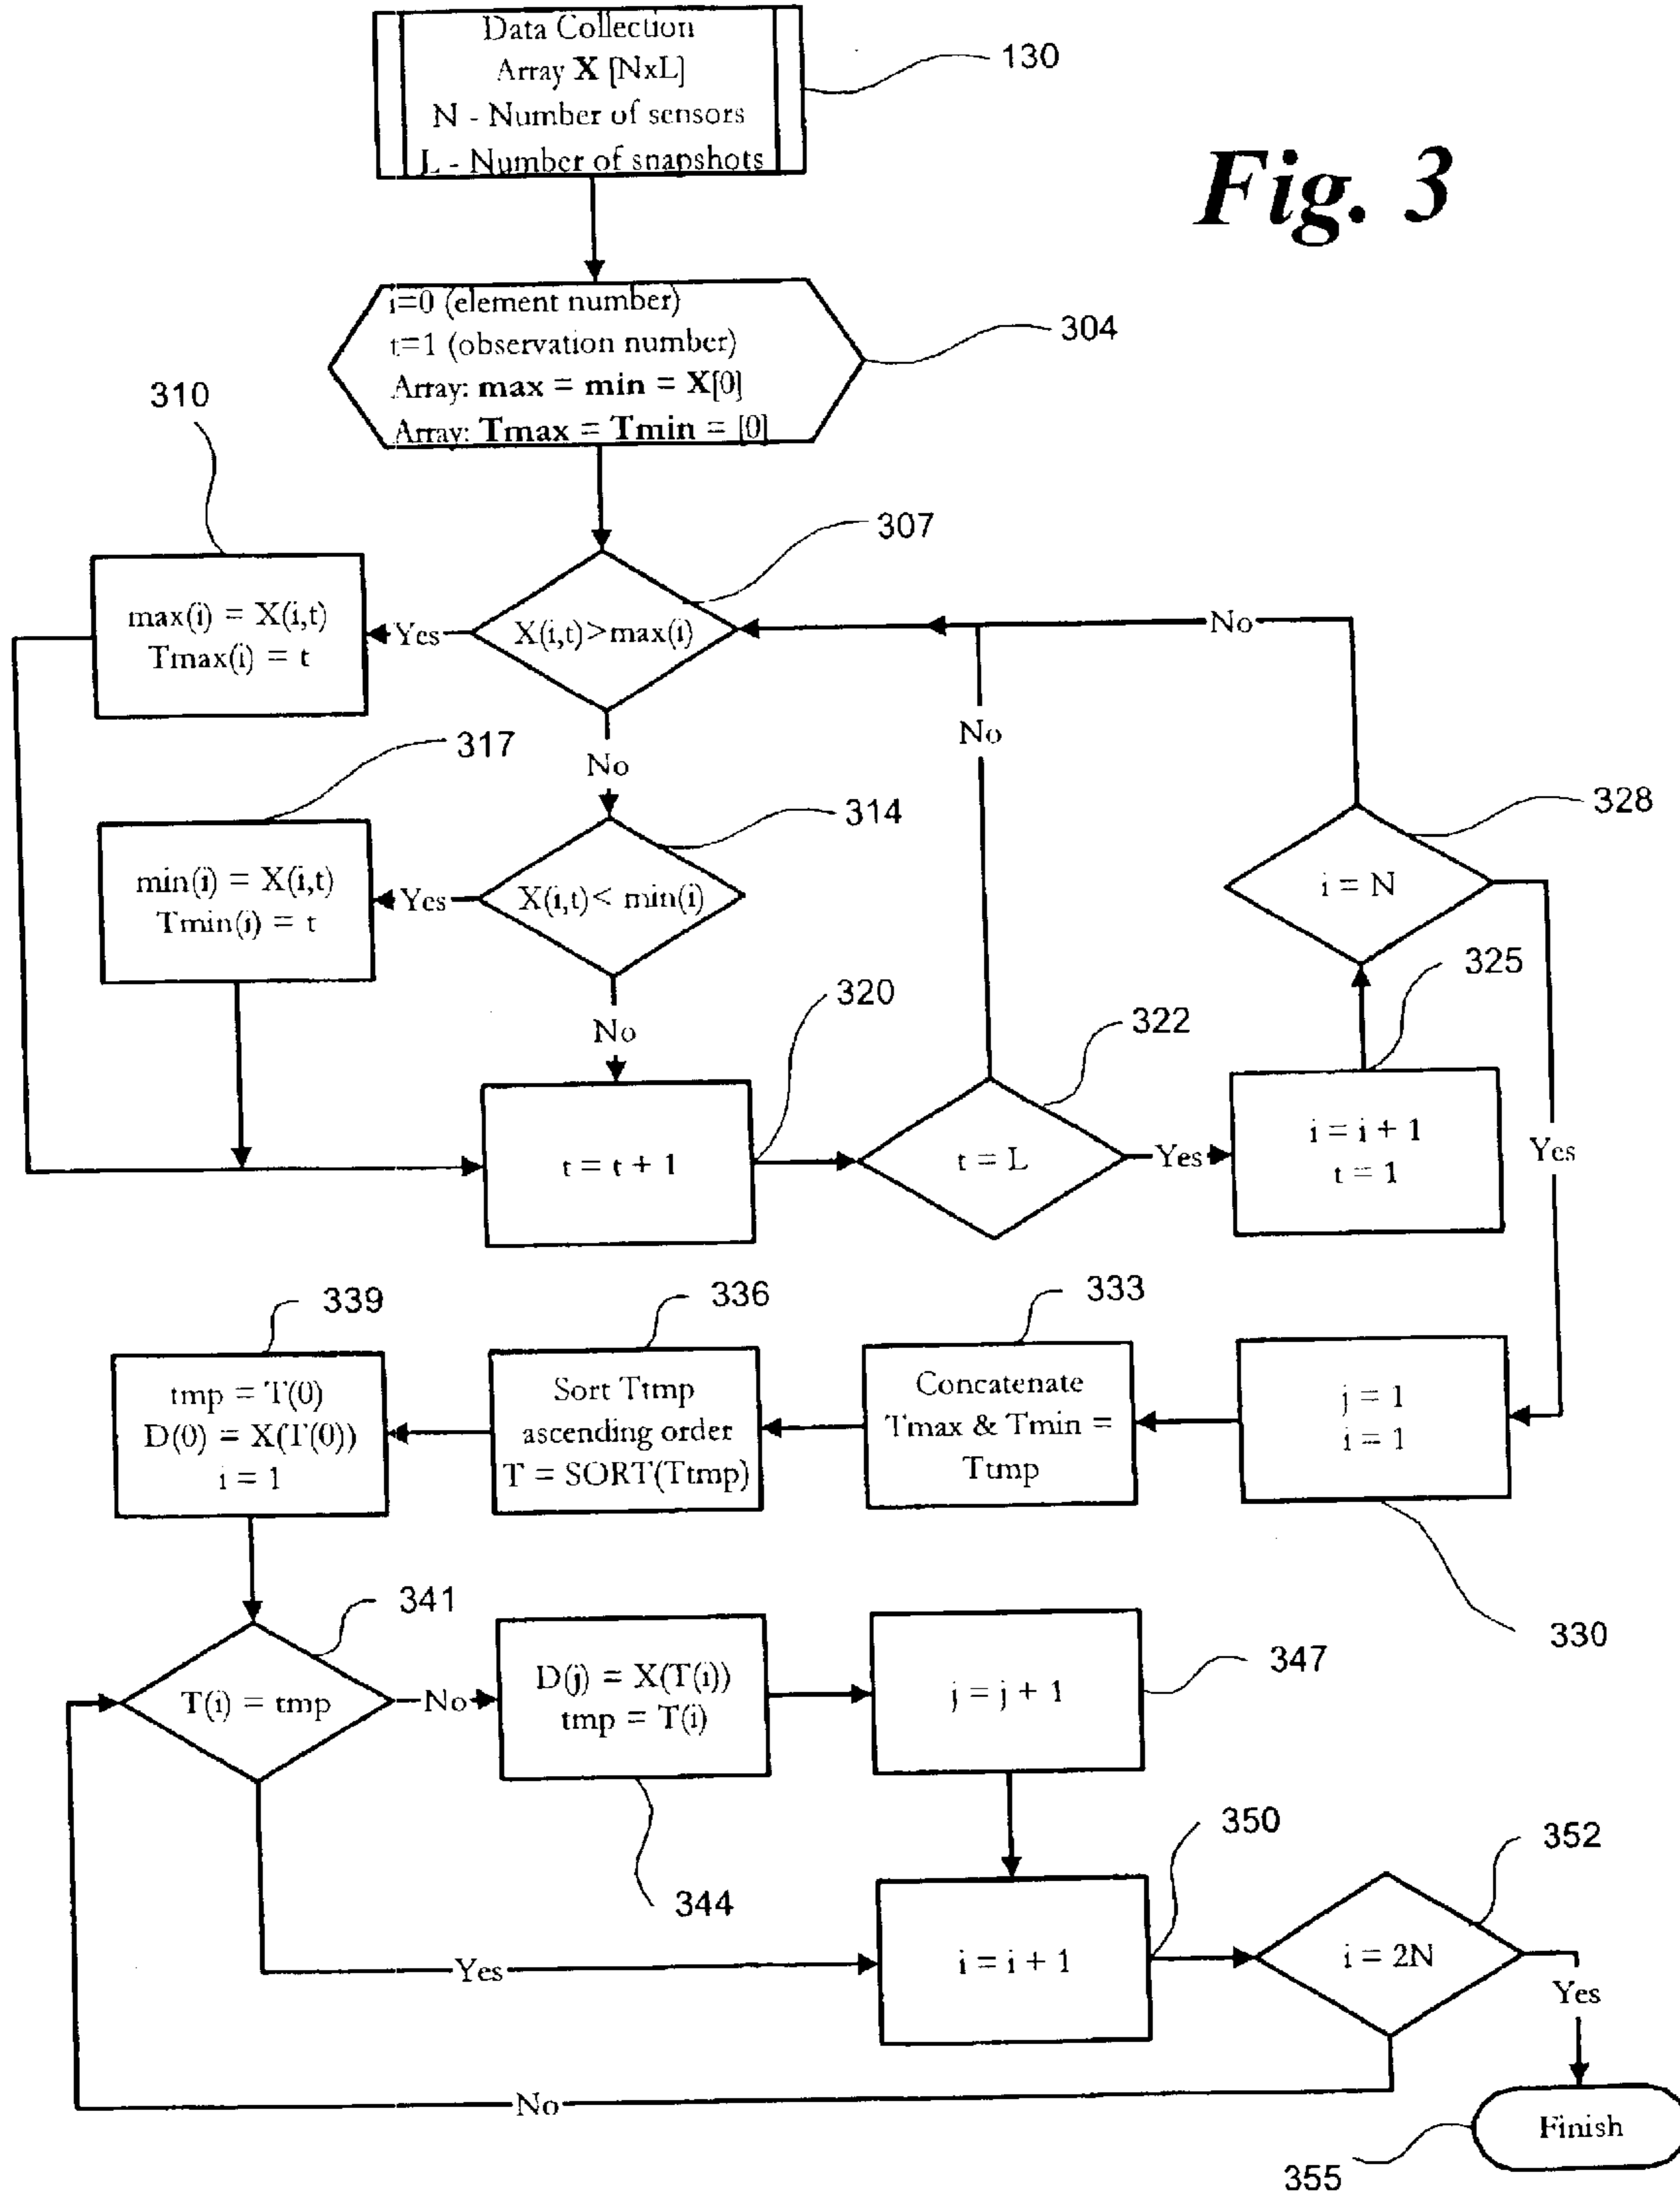 Data Collection
Array X [NxL]
N - Number of sensors
L - Number of snapshots
130
Fig. 3
i=0 (element number)
t=1 (observation number)
Array: max = min = X[0]
Array: Tmax = Tmin = [0]
304
310
307
max(i) = X(i,t)
Tmax(i) = t
Yes
X(i,t)>max(i)
No
No
No
317
314
328
min(i) = X(i,t)
Tmin(i) = t
Yes
X(i,t)< min(i)
i = N
No
320
322
325
t = t + 1
t = L
Yes
i = i + 1
t = 1
Yes
339
336
333
tmp = T(0)
D(0) = X(T(0))
i = 1
Sort Ttmp
ascending order
T = SORT(Ttmp)
Concatenate
Tmax & Tmin =
Ttmp
j = 1
i = 1
330
341
T(i) = tmp
No
D(j) = X(T(i))
tmp = T(i)
j = j + 1
347
344
350
352
Yes
i = i + 1
i = 2N
Yes
No
Finish
355